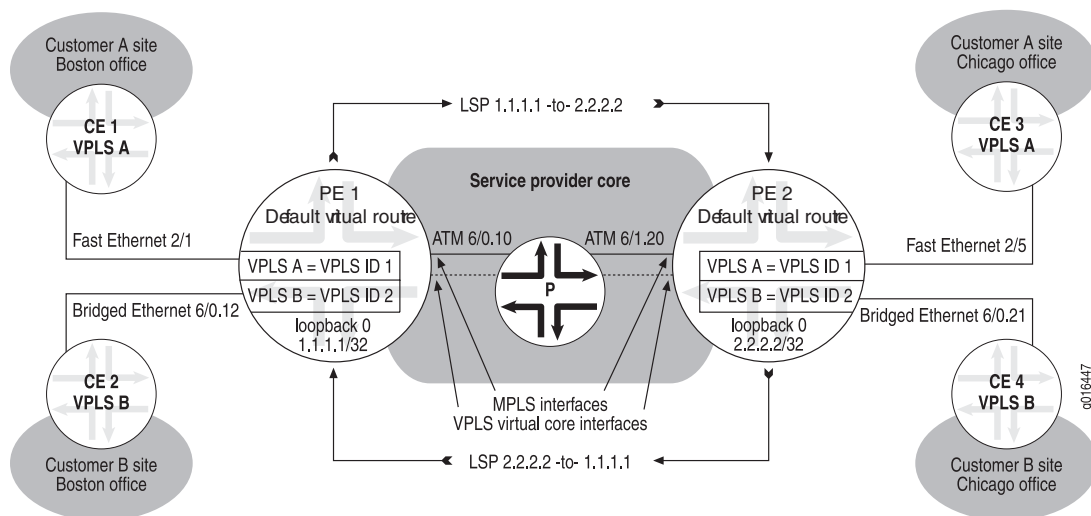 Customer A site
Boston office
CE 1
VPLS A
Fast Ethernet 2/1
Bridged Ethernet 6/0.12
CE 2
VPLS B
Customer B site
Boston office
LSP 1.1.1.1 -to- 2.2.2.2
Service provider core
PE 1
Default vitual route
VPLS A = VPLS ID 1
VPLS B = VPLS ID 2
loopback 0
1.1.1.1/32
ATM 6/0.10
ATM 6/1.20
P
MPLS interfaces
VPLS virtual core interfaces
LSP 2.2.2.2 -to- 1.1.1.1
PE 2
Default vitual route
VPLS A = VPLS ID 1
VPLS B = VPLS ID 2
loopback 0
2.2.2.2/32
Customer A site
Chicago office
CE 3
VPLS A
Fast Ethernet 2/5
Bridged Ethernet 6/0.21
CE 4
VPLS B
Customer B site
Chicago office
g016447